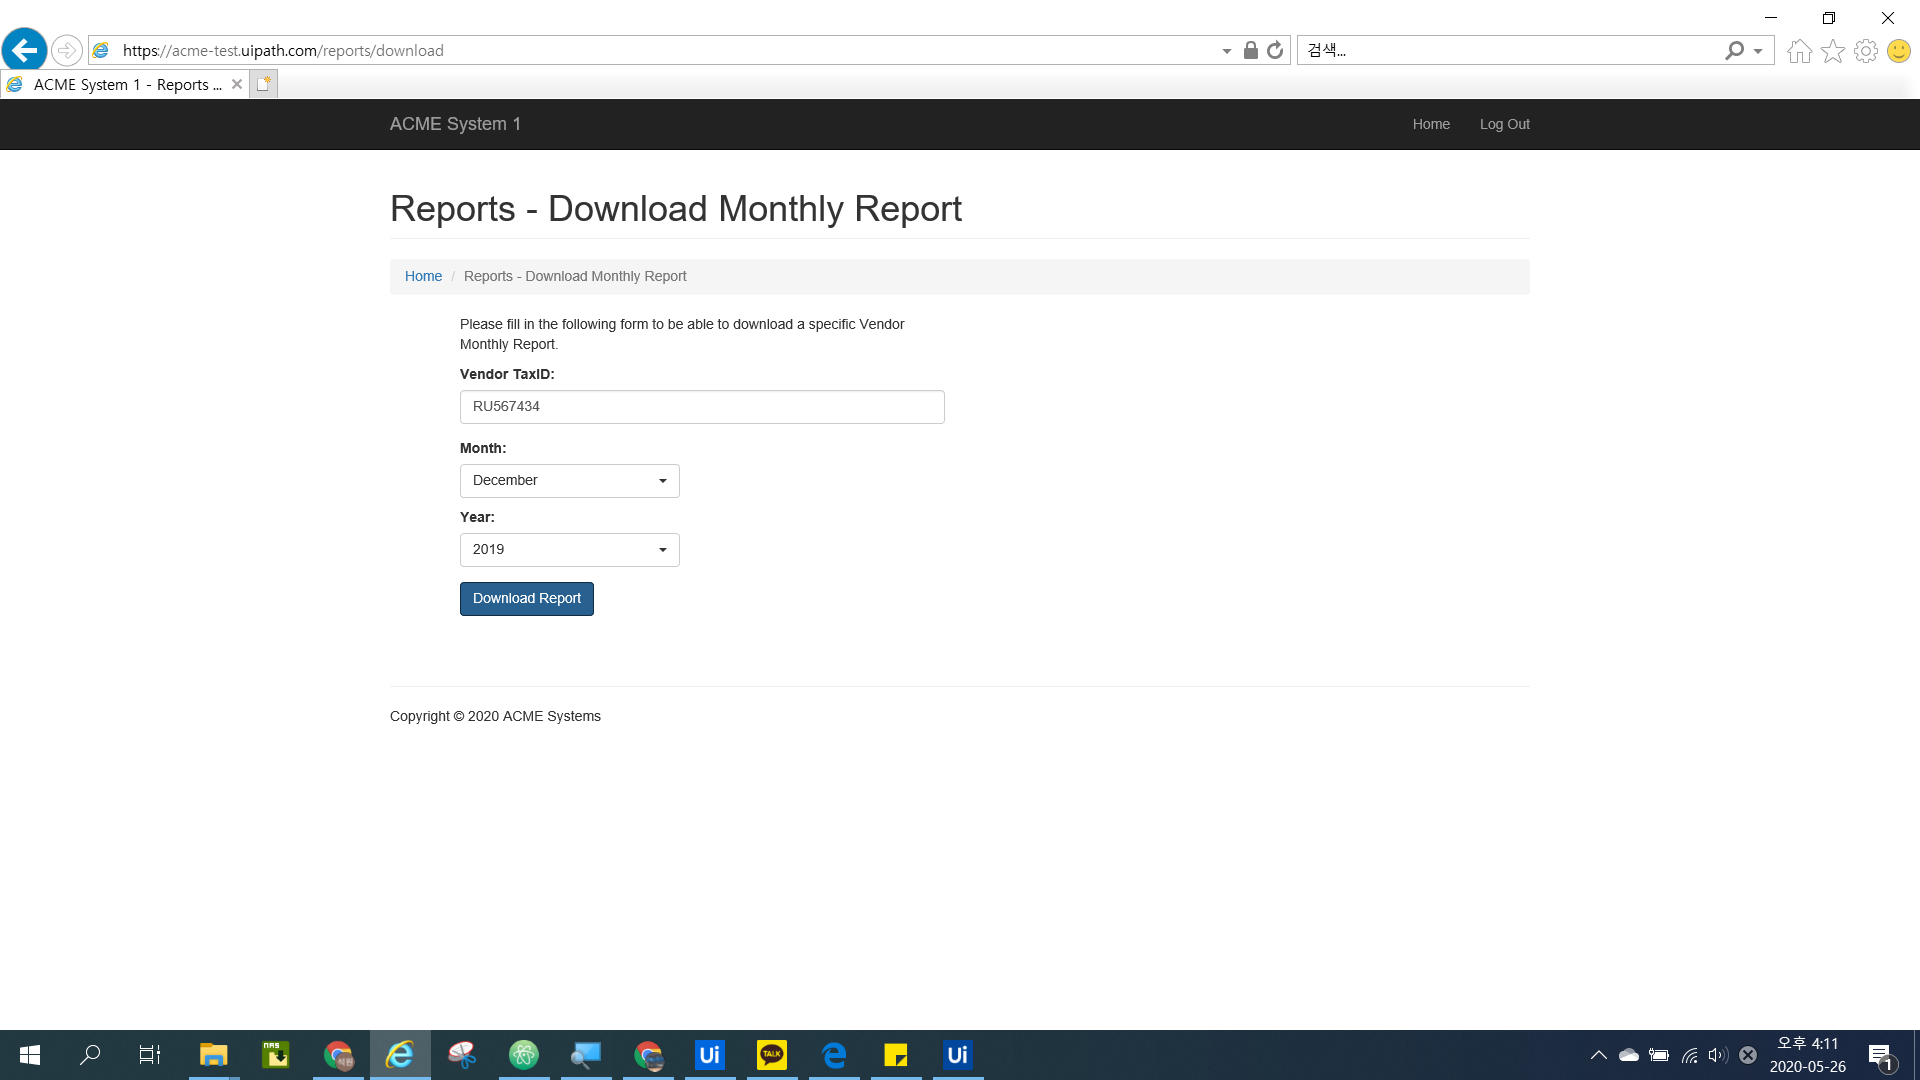 https://acme-test.uipath.com/reports/download
검색...
ACME System 1 - Reports ...
ACME System 1
Home
Log Out
Reports - Download Monthly Report
Home / Reports - Download Monthly Report
Please fill in the following form to be able to download a specific Vendor
Monthly Report.
Vendor TaxID:
RU567434
Month:
December
Year:
2019
Download Report
Copyright © 2020 ACME Systems
NAS
Ui
TALK
Ui
오후 4:11
2020-05-26
1